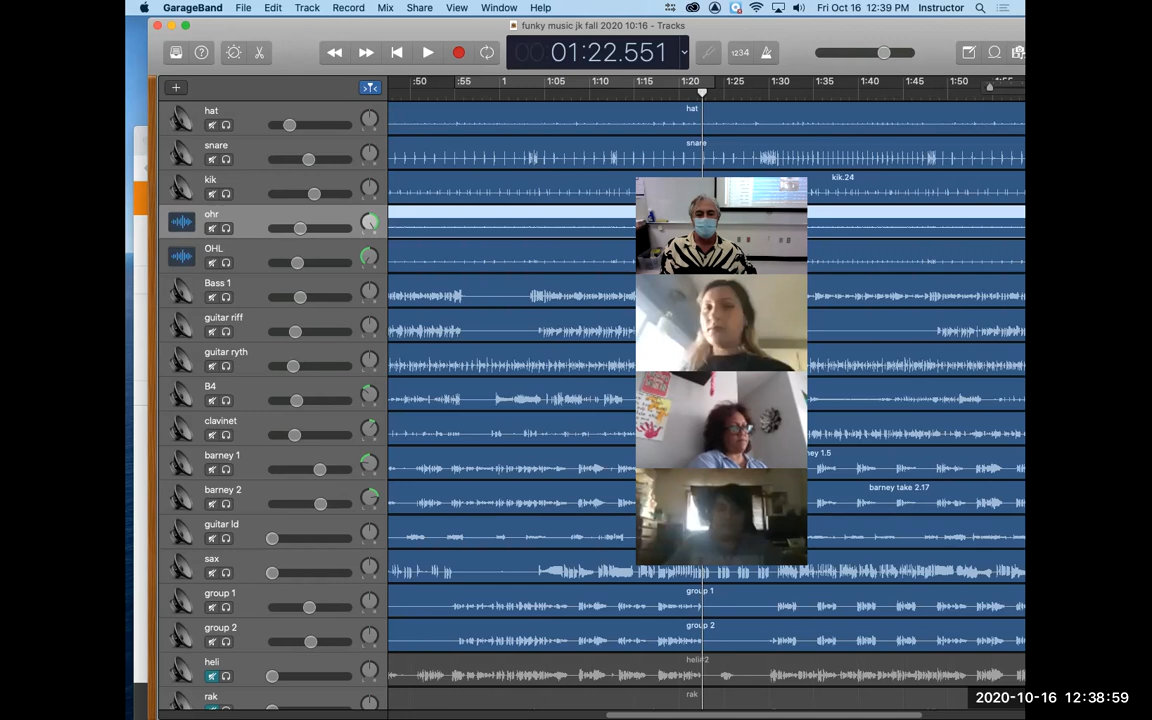 GarageBand File Edit Track Record Mix Share View Window Help Fri Oct 16 12:39 PM Instructor
funky music jk fall 2020 10:16 - Tracks
01:22.551
1234
:50 :55 1 1:05 1:10 1:15 1:20 1:25 1:30 1:35 1:40 1:45 1:50 1:55
hat
hat
snare
snare
kik
kik.24
ohr
OHL
Bass 1
guitar riff
guitar ryth
B4
clavinet
barney 1
ney 1.5
barney 2
barney take 2.17
guitar ld
sax
group 1
group 1
group 2
group 2
heli
heli#2
rak
rak
2020-10-16 12:38:59